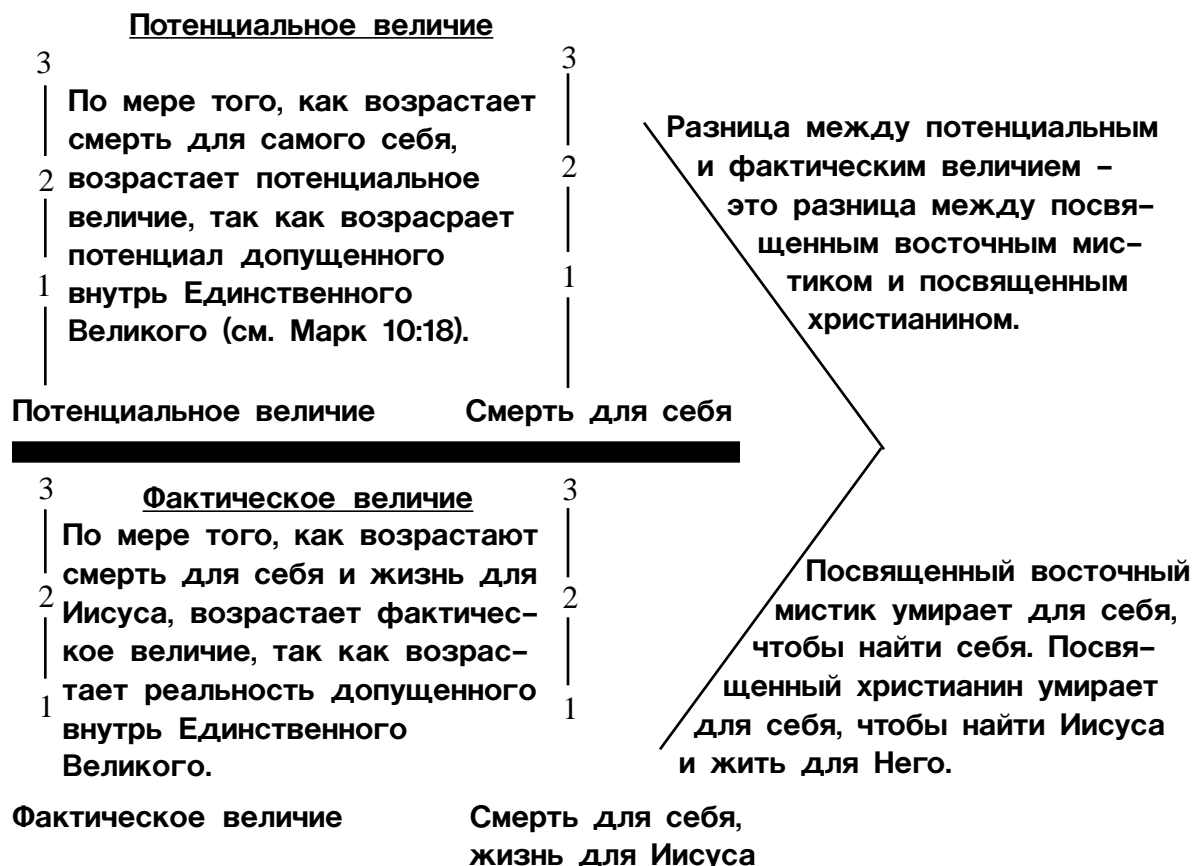 Потенциальное величие
3
3
По мере того, как возрастает
смерть для самого себя,
2
возрастает потенциальное
2
величие, так как возрасрает
потенциал допущенного
1
внутрь Единственного
1
Великого (см. Марк 10:18).
Потенциальное величие
Смерть для себя
Разница между потенциальным
и фактическим величием –
это разница между посвя–
щенным восточным мис–
тиком и посвященным
христианином.
3
Фактическое величие
3
По мере того, как возрастают
смерть для себя и жизнь для
2
Иисуса, возрастает фактичес–
2
кое величие, так как возрас–
тает реальность допущенного
1
внутрь Единственного
1
Великого.
Фактическое величие
Смерть для себя,
жизнь для Иисуса
Посвященный восточный
мистик умирает для себя,
чтобы найти себя. Посвя–
щенный христианин умирает
для себя, чтобы найти Иисуса
и жить для Него.